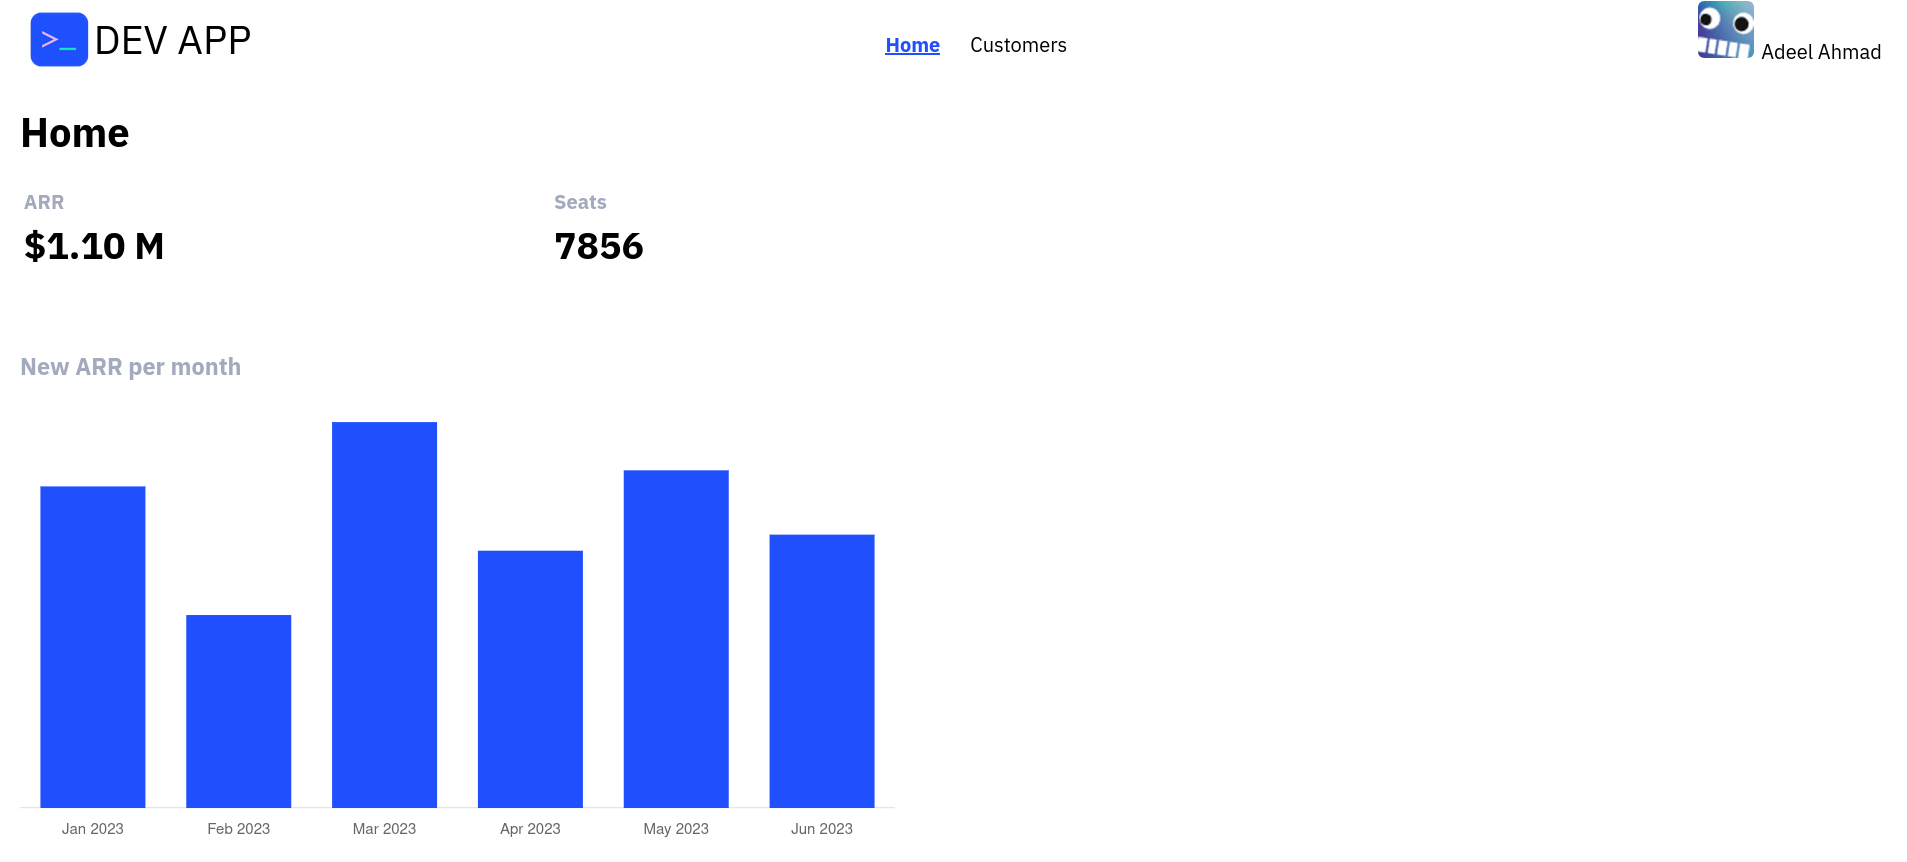 >_ DEV APP
Home Customers
Adeel Ahmad
Home
ARR
$1.10 M
Seats
7856
New ARR per month
Jan 2023 Feb 2023 Mar 2023 Apr 2023 May 2023 Jun 2023